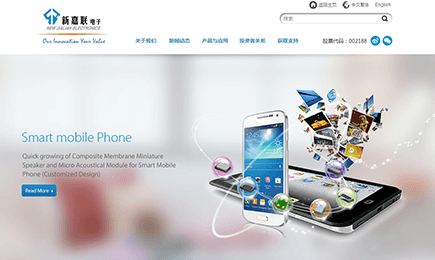 返回主页 中文繁体 English
新嘉联电子
NEW JIALIAN ELECTRONICS
Our Innovation Your Value
搜索
关于我们 新闻动态 产品与应用 投资者关系 获取支持 股票代码：002188
Smart mobile Phone
Quick growing of Composite Membrane Miniature
Speaker and Micro Acoustical Module for Smart Mobile
Phone (Customized Design)
Read More